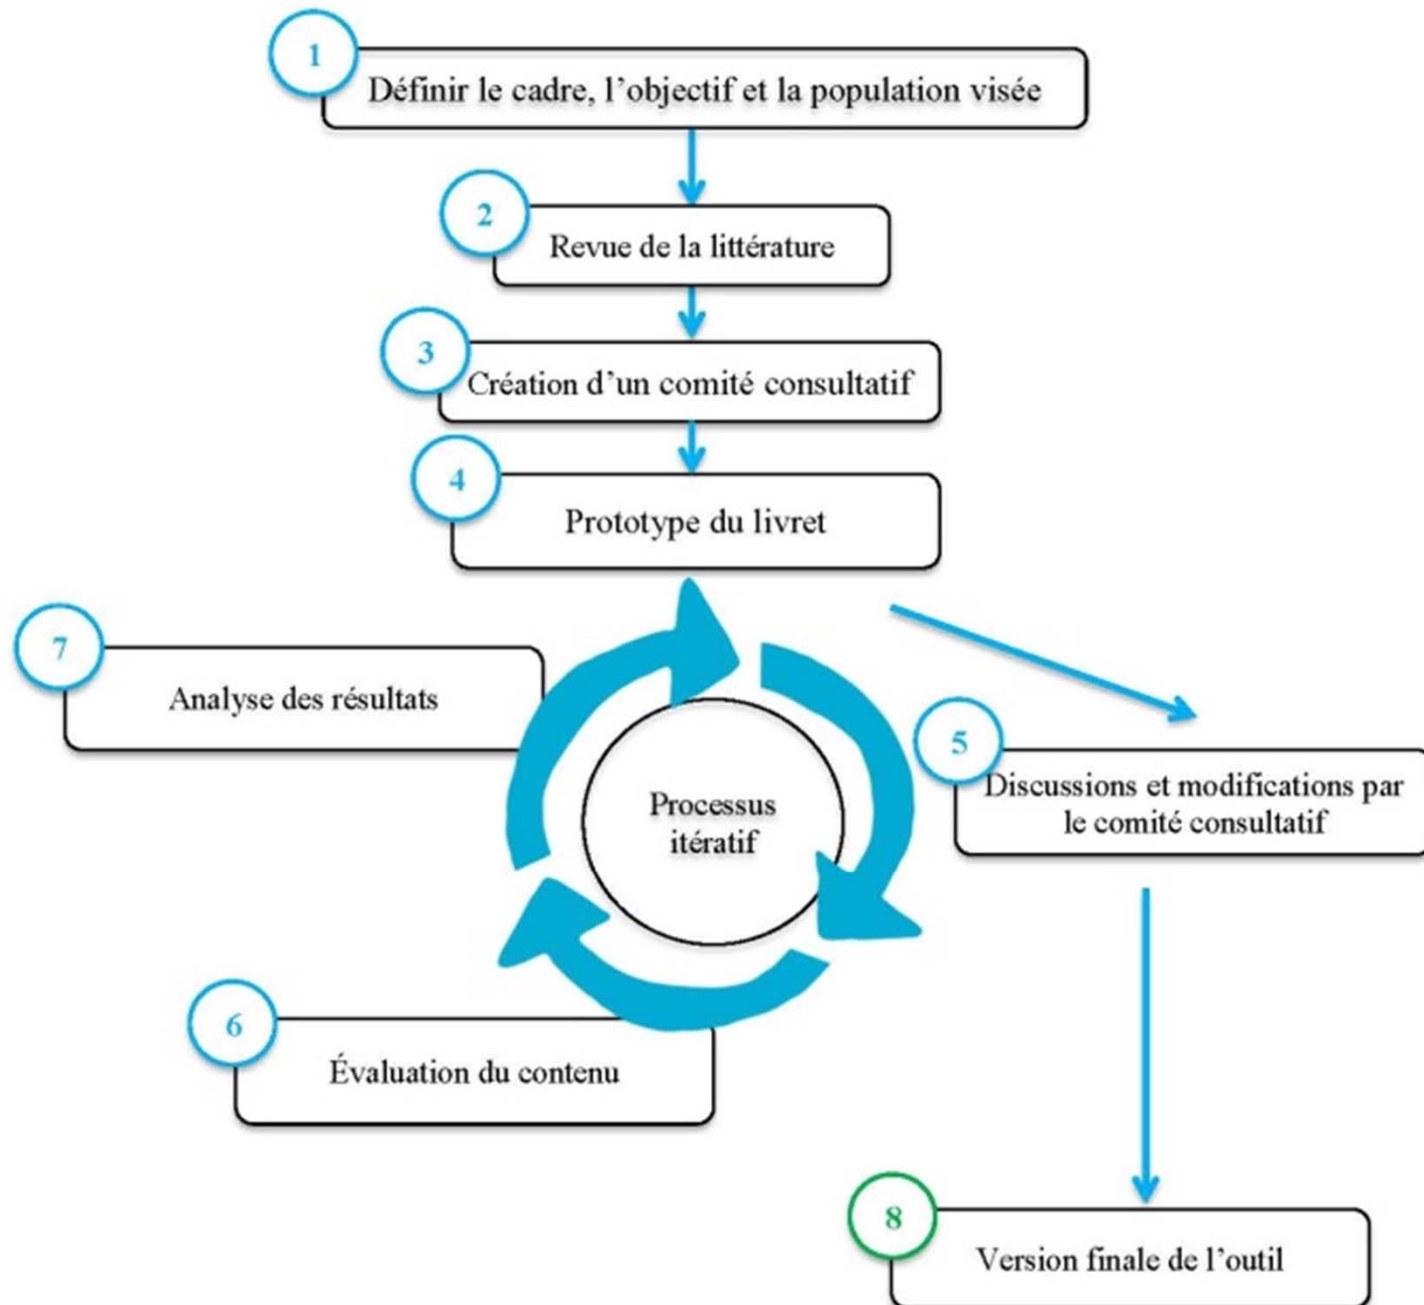 1
Définir le cadre, l’objectif et la population visée
2
Revue de la littérature
3
Création d’un comité consultatif
4
Prototype du livret
7
Analyse des résultats
Processus
itératif
5
Discussions et modifications par
le comité consultatif
6
Évaluation du contenu
8
Version finale de l’outil